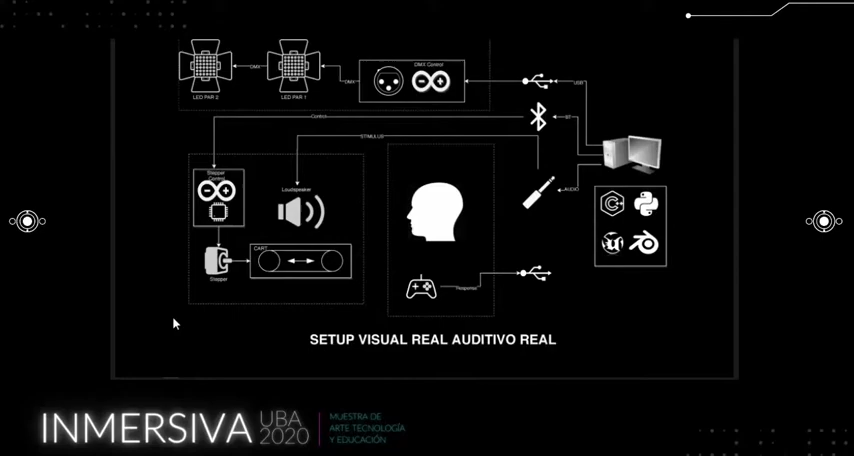 DMX Control
DMX
DMX
USB
LED PAR 2
LED PAR 1
Control
BT
STIMULUS
Stepper
Control
Loudspeaker
AUDIO
CART
Stepper
Response
SETUP VISUAL REAL AUDITIVO REAL
INMERSIVA UBA 2020
MUESTRA DE
ARTE TECNOLOGÍA
Y EDUCACIÓN